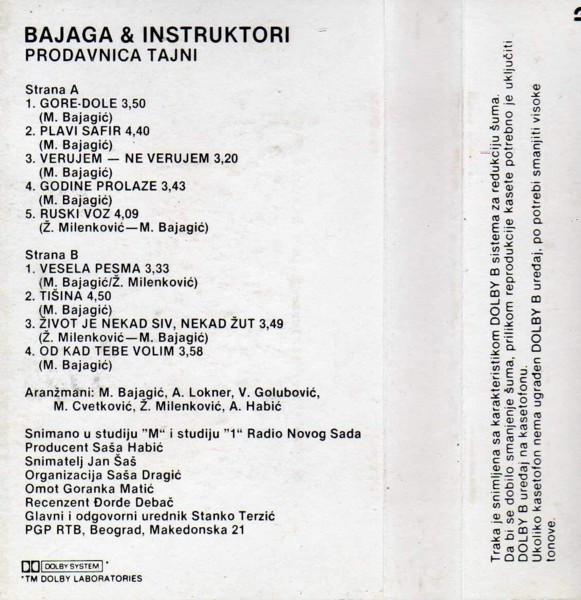 BAJAGA & INSTRUKTORI
PRODAVNICA TAJNI
Strana A
1. GORE-DOLE 3,50
(M. Bajagić)
2. PLAVI SAFIR 4,40
(M. Bajagić)
3. VERUJEM — NE VERUJEM 3,20
(M. Bajagić)
4. GODINE PROLAZE 3,43
(M. Bajagić)
5. RUSKI VOZ 4,09
(Ž. Milenković—M. Bajagić)
Strana B
1. VESELA PESMA 3,33
(M. Bajagić/Ž. Milenković)
2. TIŠINA 4,50
(M. Bajagić)
3. ŽIVOT JE NEKAD SIV, NEKAD ŽUT 3,49
(Ž. Milenković—M. Bajagić)
4. OD KAD TEBE VOLIM 3,58
(M. Bajagić)
Aranžmani: M. Bajagić, A. Lokner, V. Golubović,
M. Cvetković, Ž. Milenković, A. Habić
Snimano u studiju "M" i studiju "1" Radio Novog Sada
Producent Saša Habić
Snimatelj Jan Šaš
Organizacija Saša Dragić
Omot Goranka Matić
Recenzent Đorđe Debač
Glavni i odgovorni urednik Stanko Terzić
PGP RTB, Beograd, Makedonska 21
DOLBY SYSTEM *
*TM DOLBY LABORATORIES
Traka je snimljena sa karakteristikom DOLBY B sistema za redukciju šuma.
Da bi se dobilo smanjenje šuma, prilikom reprodukcije kasete potrebno je uključiti
DOLBY B uređaj na kasetofonu.
Ukoliko kasetofon nema ugrađen DOLBY B uređaj, po potrebi smanjiti visoke
tonove.